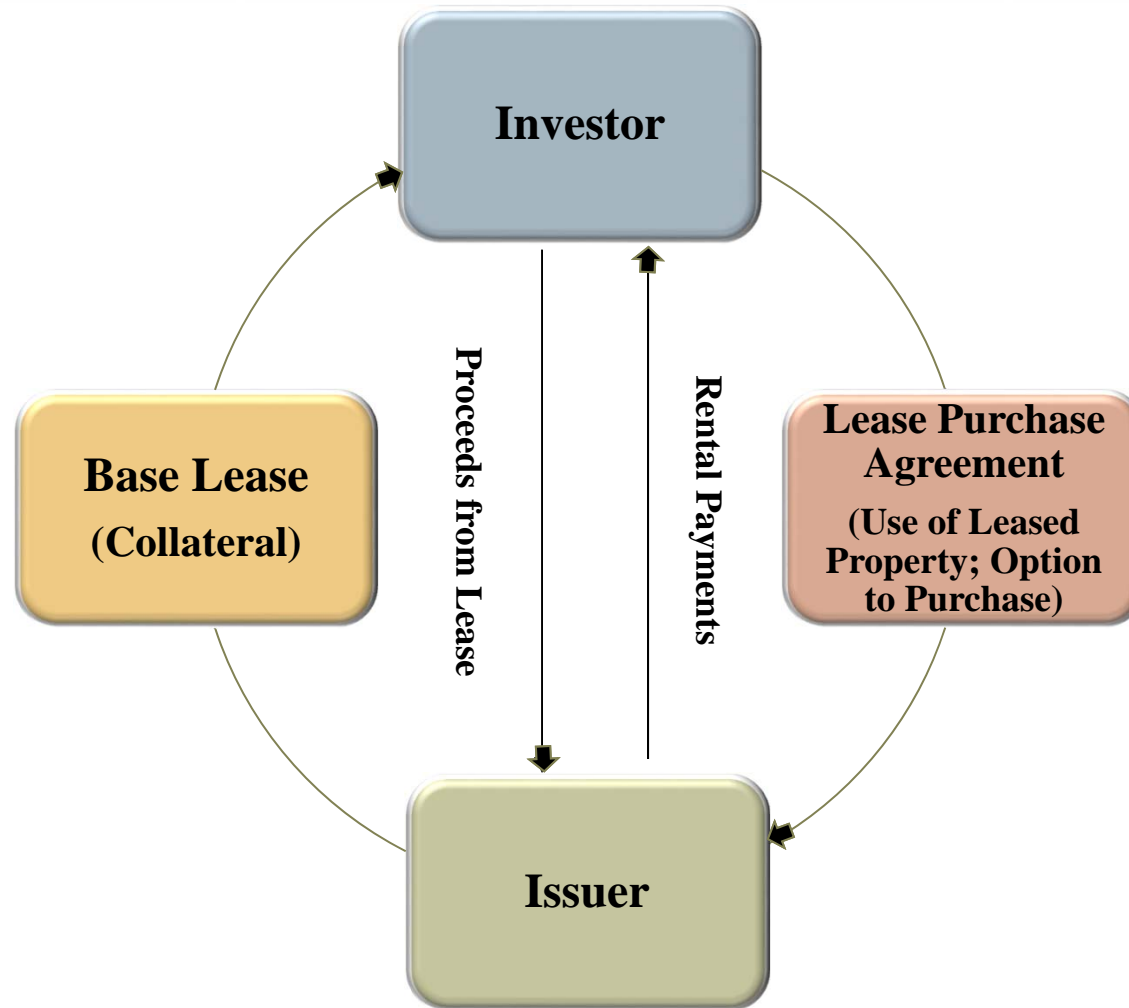 Investor
Proceeds from Lease
Rental Payments
Base Lease
(Collateral)
Lease Purchase
Agreement
(Use of Leased
Property; Option
to Purchase)
Issuer